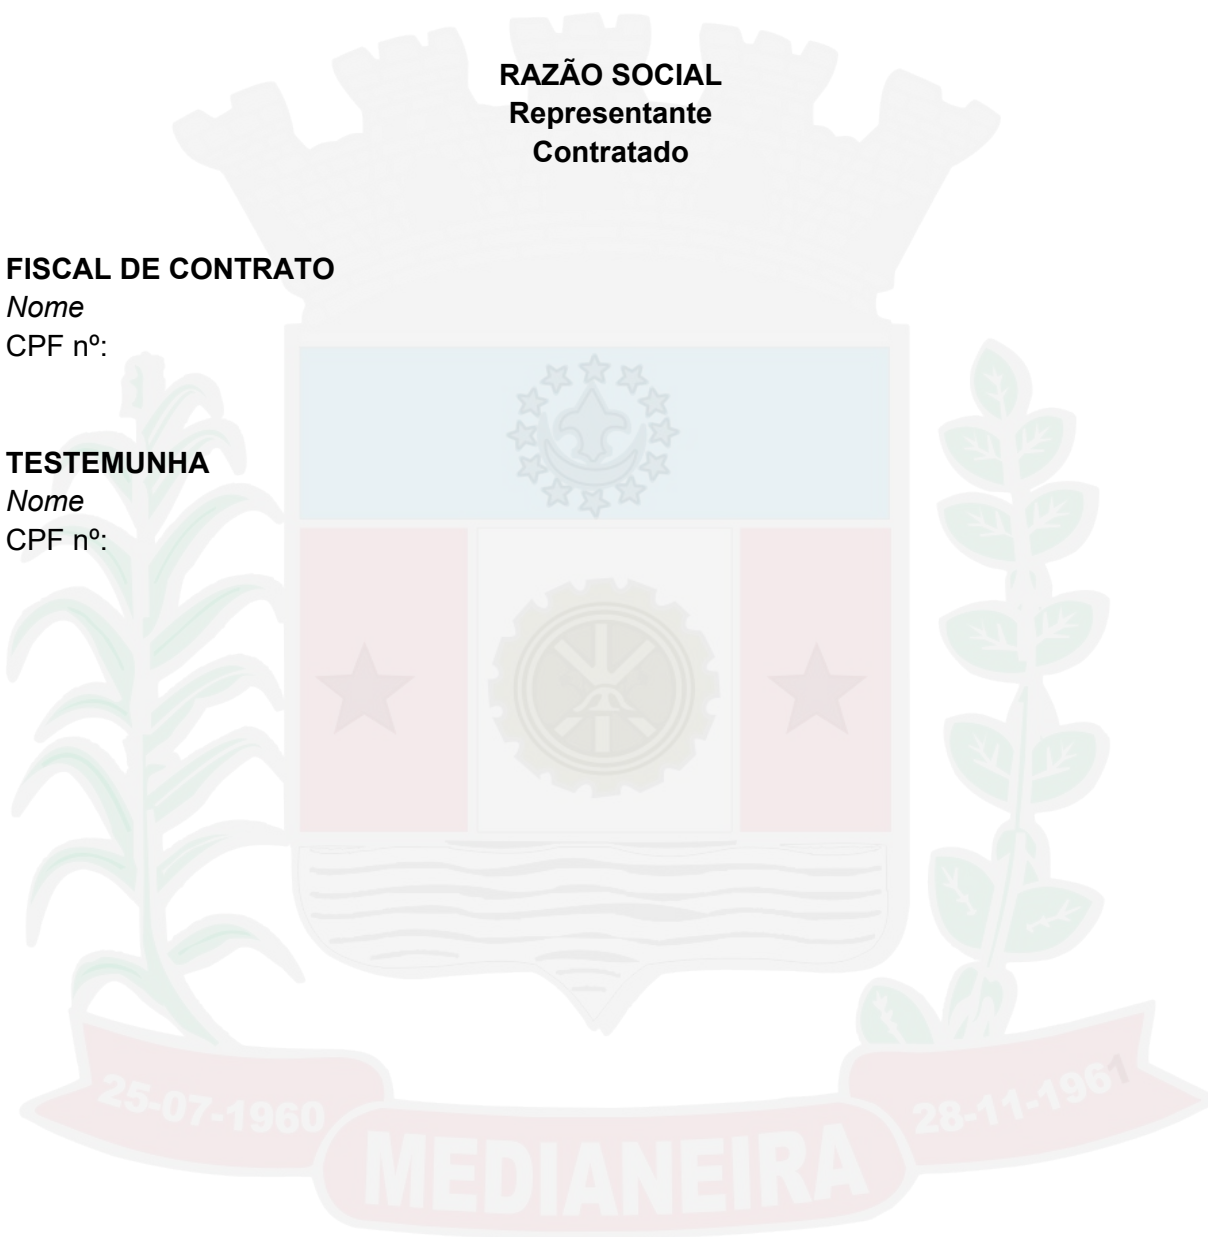 RAZÃO SOCIAL
Representante
Contratado
FISCAL DE CONTRATO
Nome
CPF nº:
TESTEMUNHA
Nome
CPF nº:
25-07-1960
28-11-1961
MEDIANEIRA